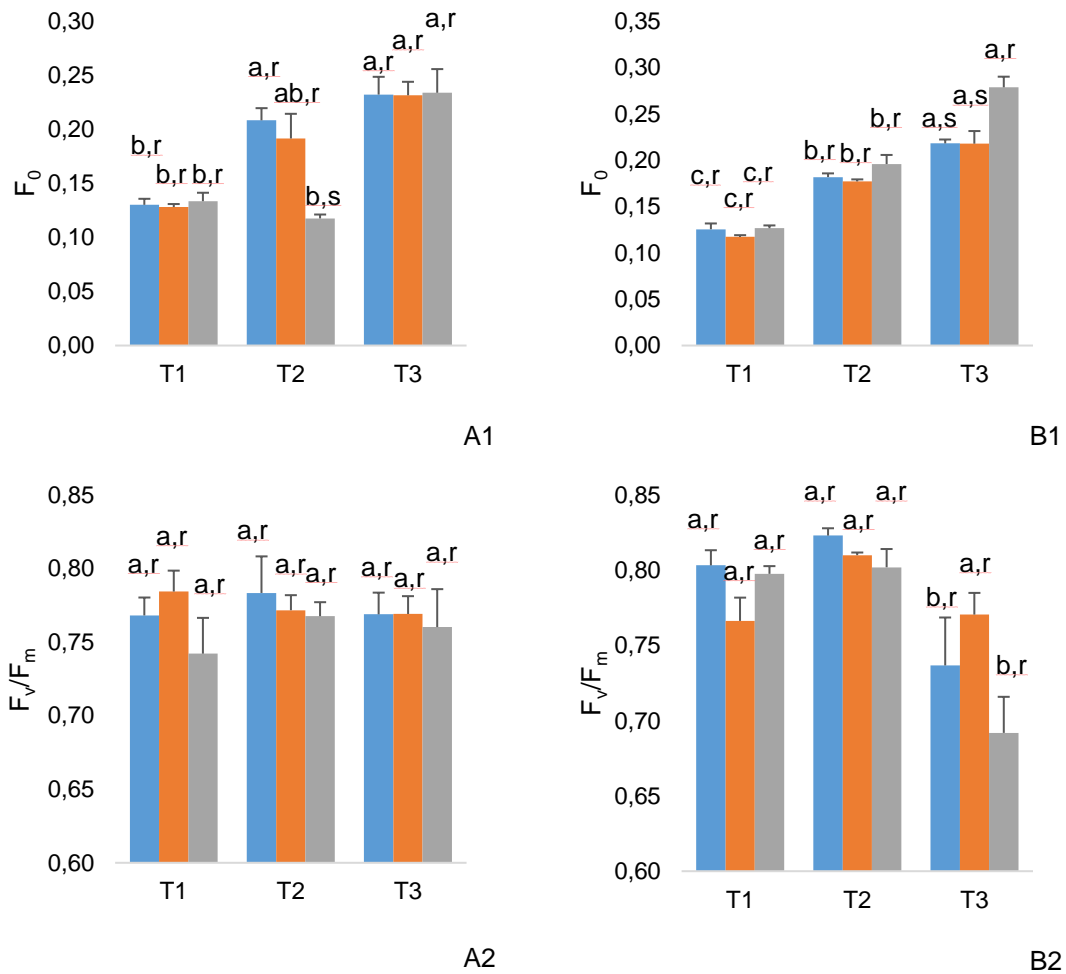 0,30
0,25
0,20
0,15
0,10
0,05
0,00
F₀
b,r
b,r
b,r
a,r
ab,r
b,s
a,r
a,r
a,r
T1 T2 T3
A1
0,35
0,30
0,25
0,20
0,15
0,10
0,05
0,00
F₀
c,r
c,r
c,r
b,r
b,r
b,r
a,s
a,s
a,r
T1 T2 T3
B1
0,85
0,80
0,75
0,70
0,65
0,60
Fᵥ/Fₘ
a,r
a,r
a,r
a,r
a,r
a,r
a,r
a,r
a,r
T1 T2 T3
A2
0,85
0,80
0,75
0,70
0,65
0,60
Fᵥ/Fₘ
a,r
a,r
a,r
a,r
a,r
a,r
b,r
a,r
b,r
T1 T2 T3
B2